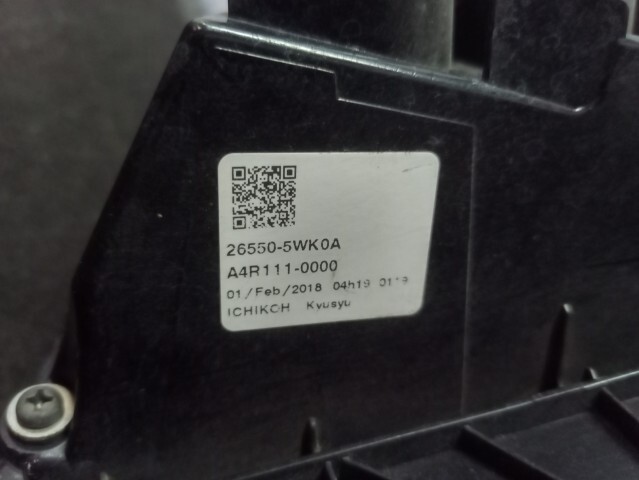 26550-5WK0A
A4R111-0000
01/Feb/2018 04h19
ICHIKOH Kyusyu